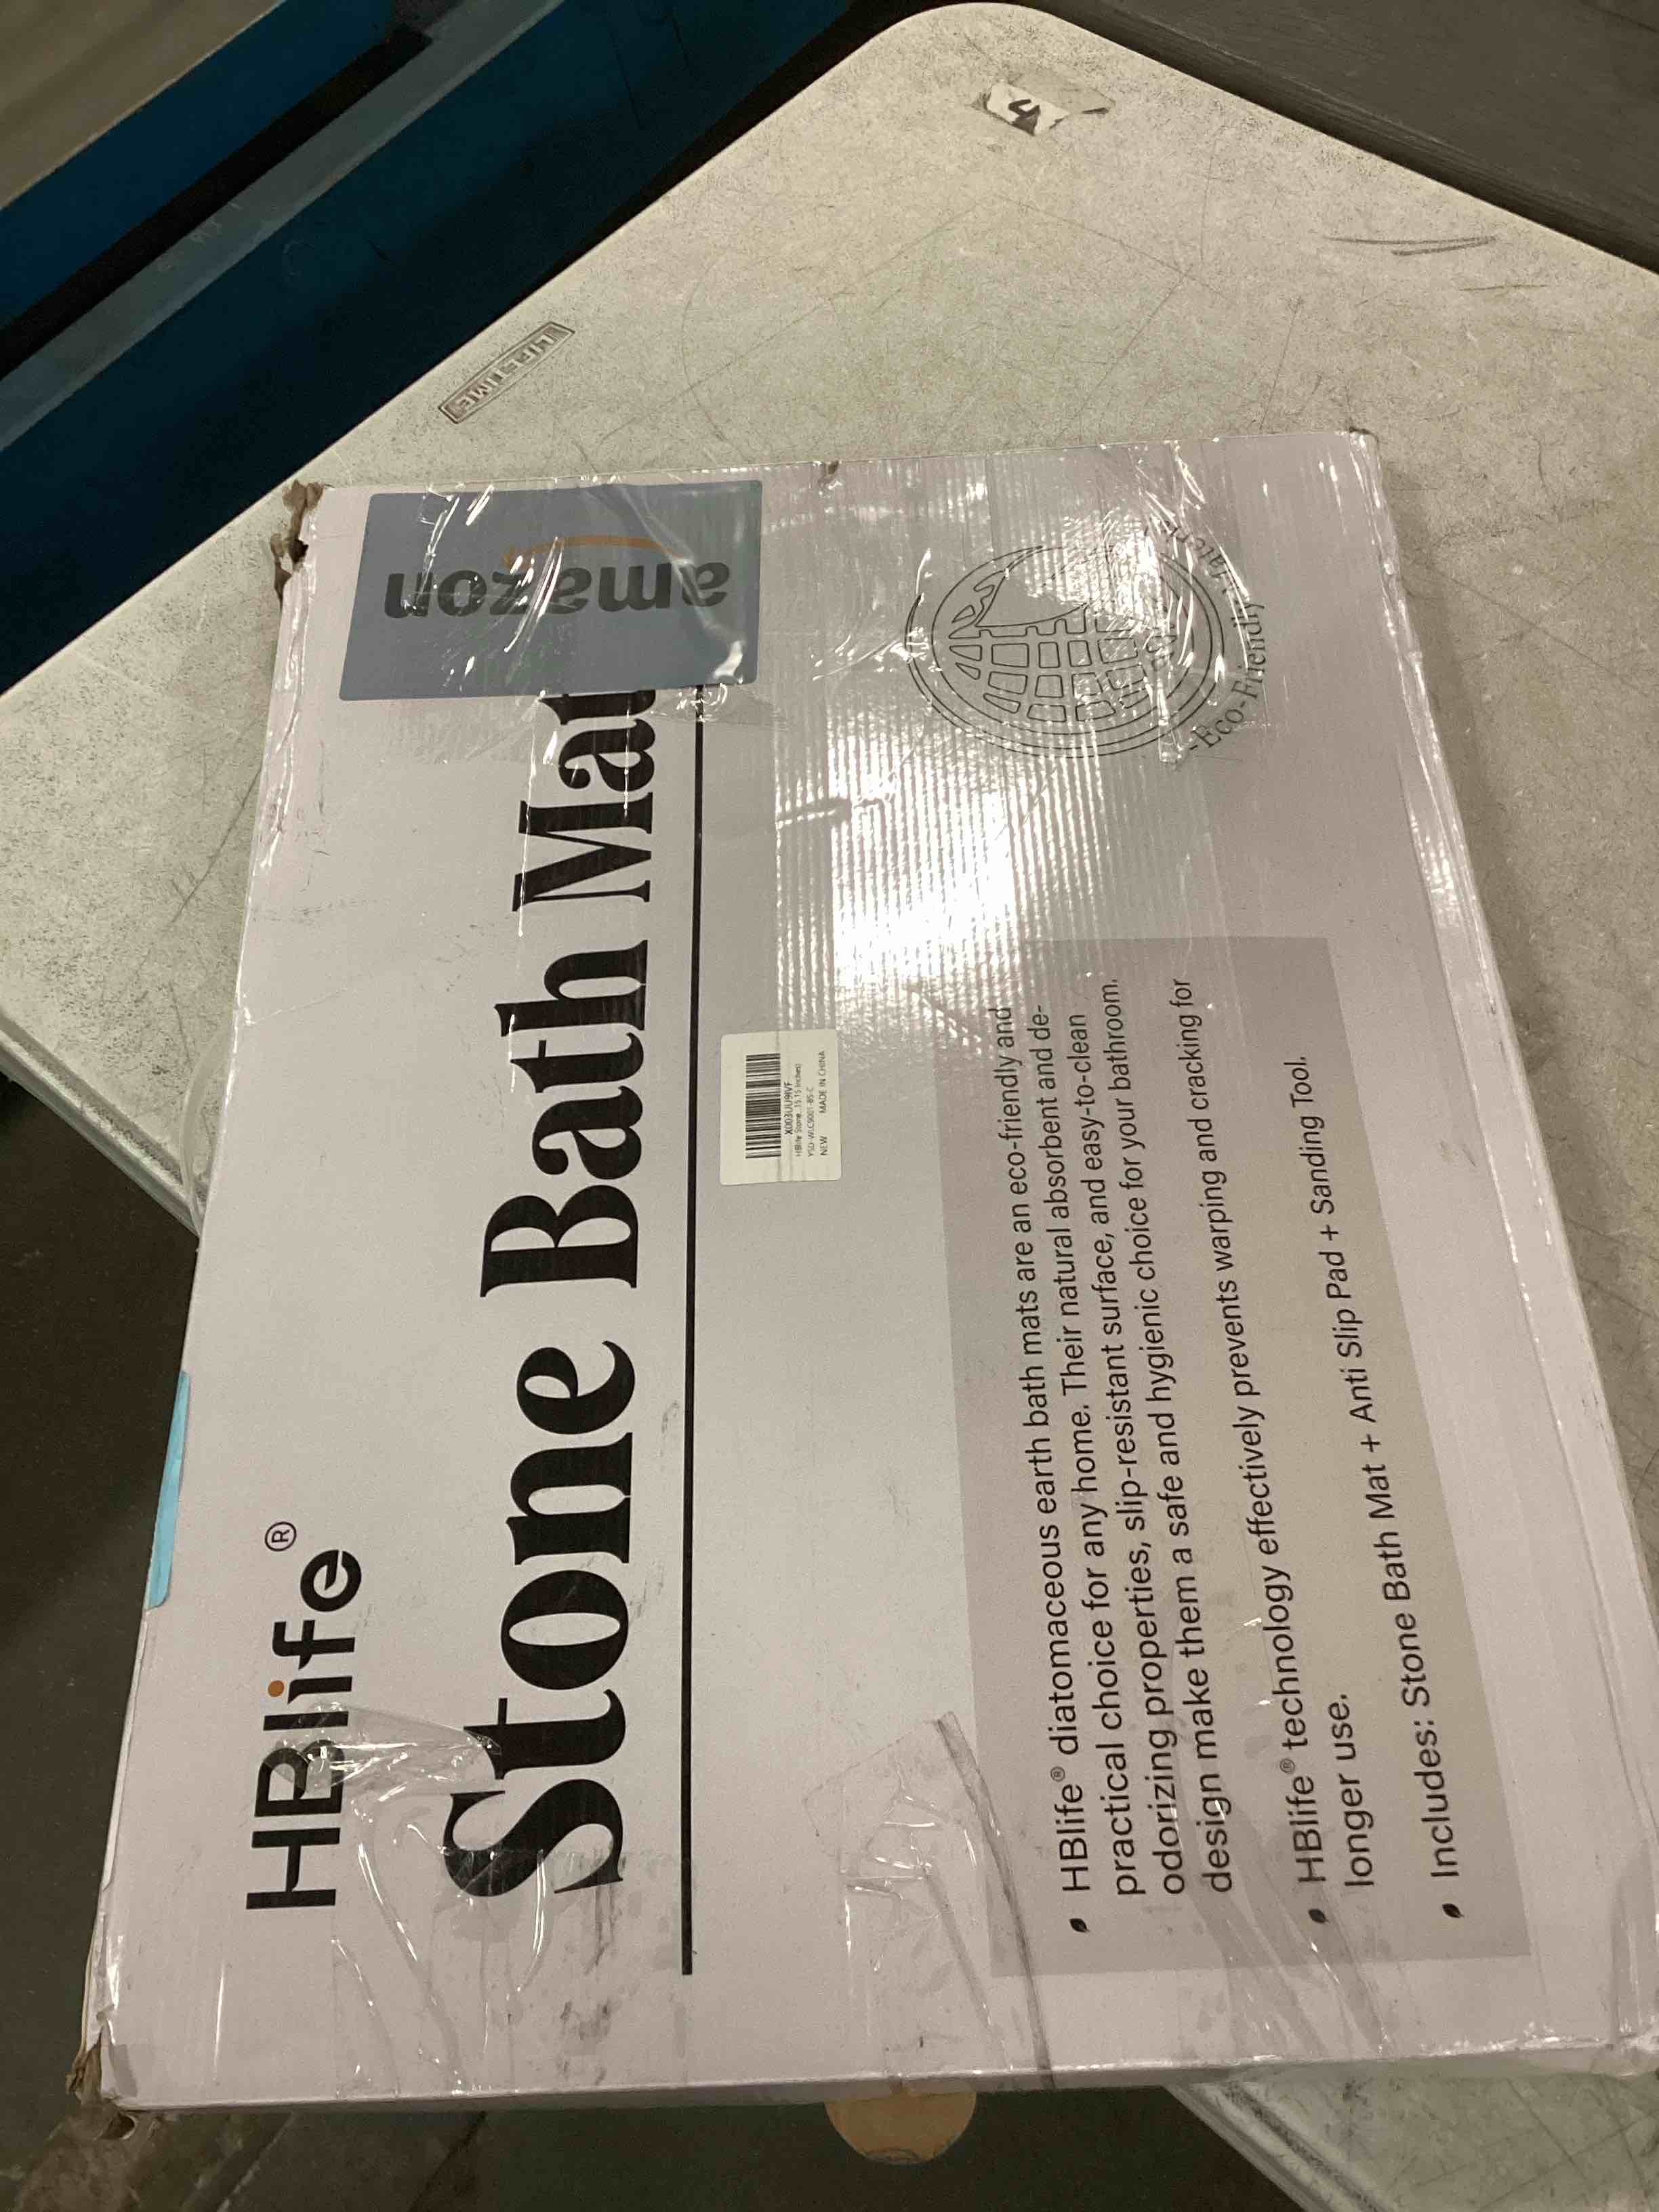 HBlife®
Stone Bath Mat
amazon
X003UU9IVF
NEW MADE IN CHINA
-Eco-Friendly
HBlife® diatomaceous earth bath mats are an eco-friendly and
practical choice for any home. Their natural absorbent and de-
odorizing properties, slip-resistant surface, and easy-to-clean
design make them a safe and hygienic choice for your bathroom.
HBlife® technology effectively prevents warping and cracking for
longer use.
Includes: Stone Bath Mat + Anti Slip Pad + Sanding Tool.
LIFETIME
4